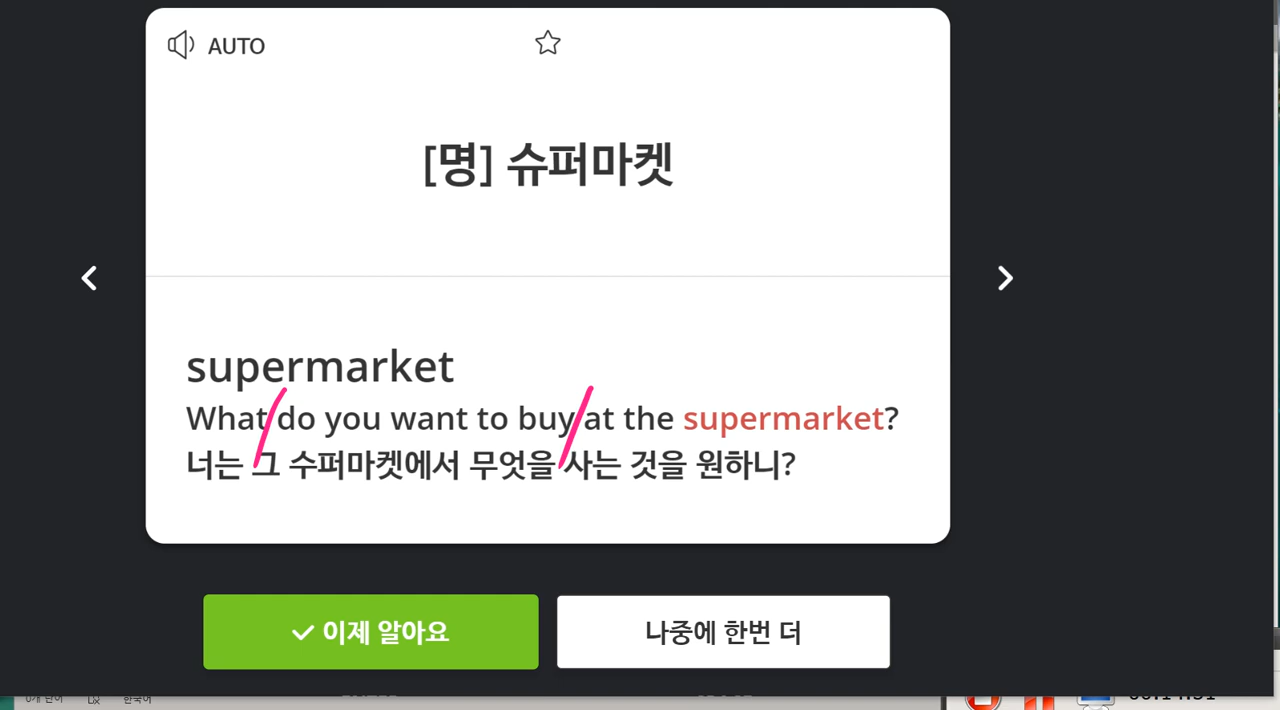 AUTO
[명] 슈퍼마켓
supermarket
What do you want to buy at the supermarket?
너는 그 수퍼마켓에서 무엇을 사는 것을 원하니?
이제 알아요
나중에 한번 더